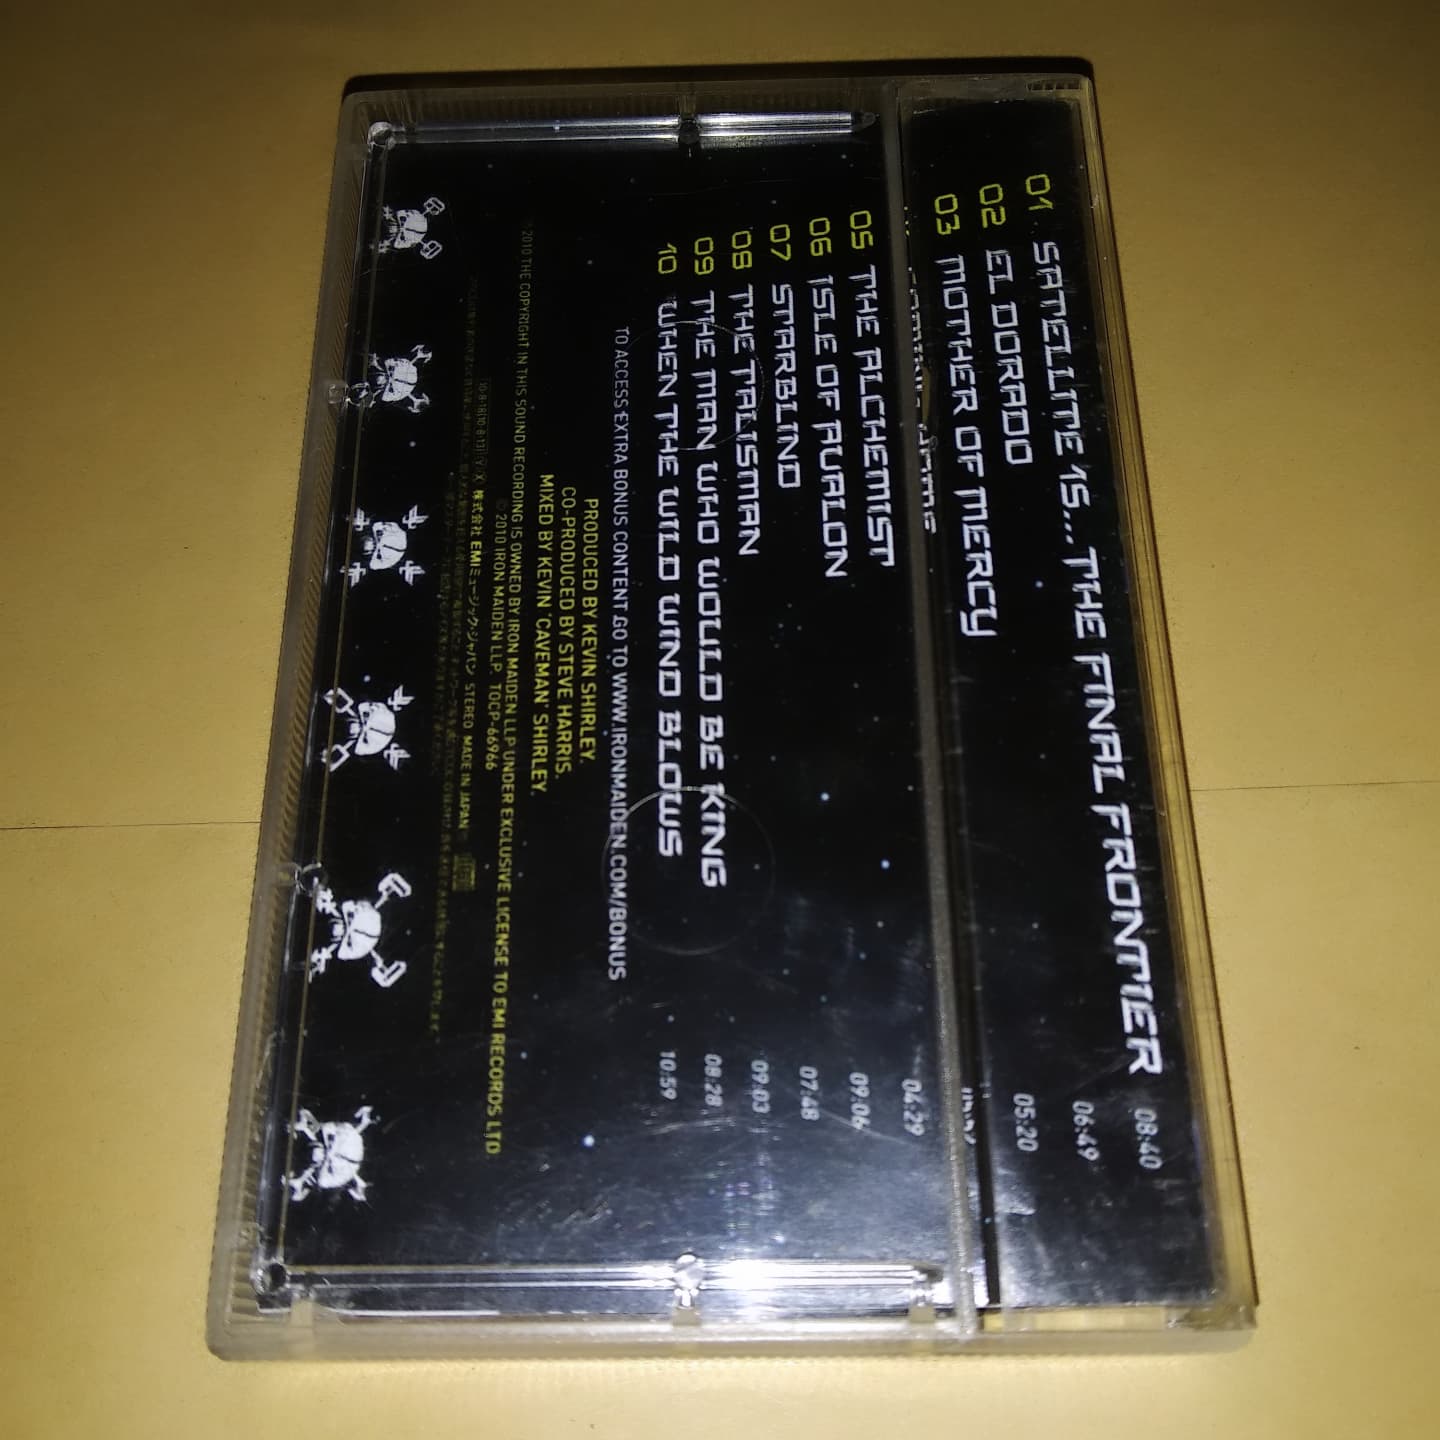 01 SATELLITE 15... THE FINAL FRONTIER 08:40
02 EL DORADO 06:49
03 MOTHER OF MERCY 05:20
05 THE ALCHEMIST 04:29
06 ISLE OF AVALON 09:06
07 STARBLIND 07:48
08 THE TALISMAN 09:03
09 THE MAN WHO WOULD BE KING 08:28
10 WHEN THE WILD WIND BLOWS 10:59
TO ACCESS EXTRA BONUS CONTENT GO TO WWW.IRONMAIDEN.COM/BONUS
PRODUCED BY KEVIN SHIRLEY.
CO-PRODUCED BY STEVE HARRIS.
MIXED BY KEVIN 'CAVEMAN' SHIRLEY.
2010 THE COPYRIGHT IN THIS SOUND RECORDING IS OWNED BY IRON MAIDEN LLP UNDER EXCLUSIVE LICENSE TO EMI RECORDS LTD
© 2010 IRON MAIDEN LLP. TOCP-66966
10-8-18(10-8-13) Y X 株式会社 EMIミュージック・ジャパン STEREO MADE IN JAPAN